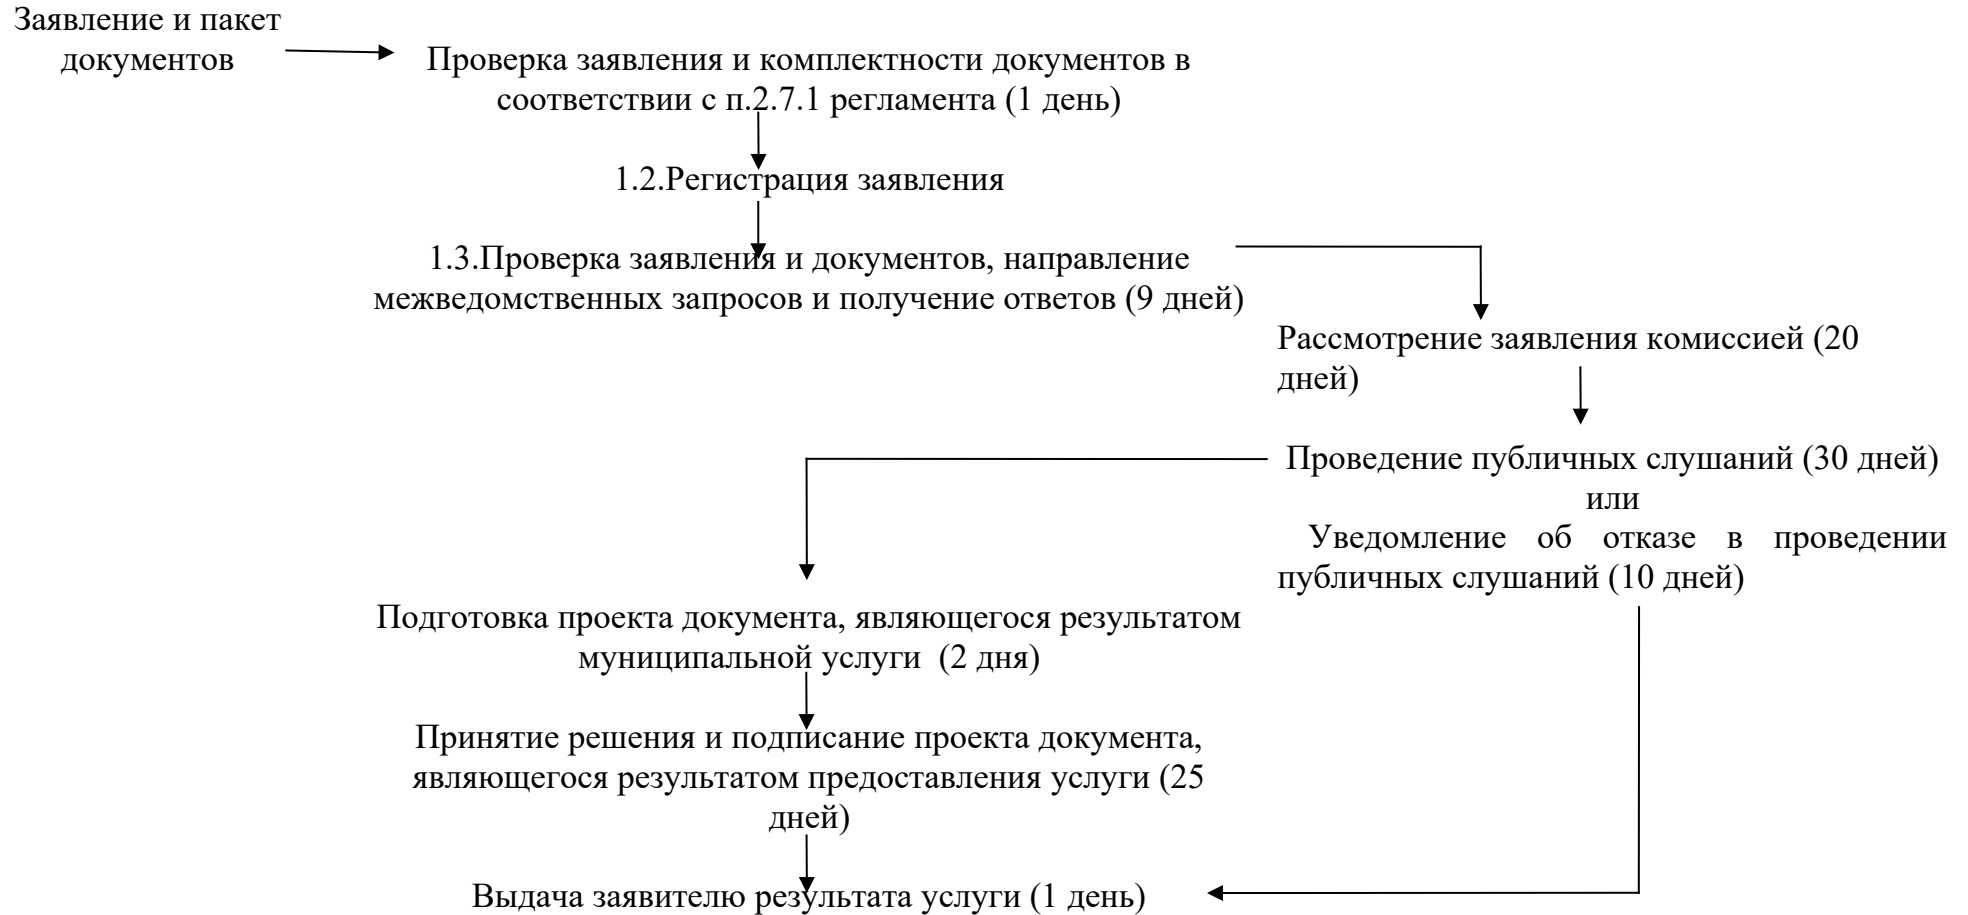 Заявление и пакет
документов
Проверка заявления и комплектности документов в
соответствии с п.2.7.1 регламента (1 день)
1.2.Регистрация заявления
1.3.Проверка заявления и документов, направление
межведомственных запросов и получение ответов (9 дней)
Рассмотрение заявления комиссией (20
дней)
Проведение публичных слушаний (30 дней)
или
Уведомление об отказе в проведении
публичных слушаний (10 дней)
Подготовка проекта документа, являющегося результатом
муниципальной услуги (2 дня)
Принятие решения и подписание проекта документа,
являющегося результатом предоставления услуги (25
дней)
Выдача заявителю результата услуги (1 день)